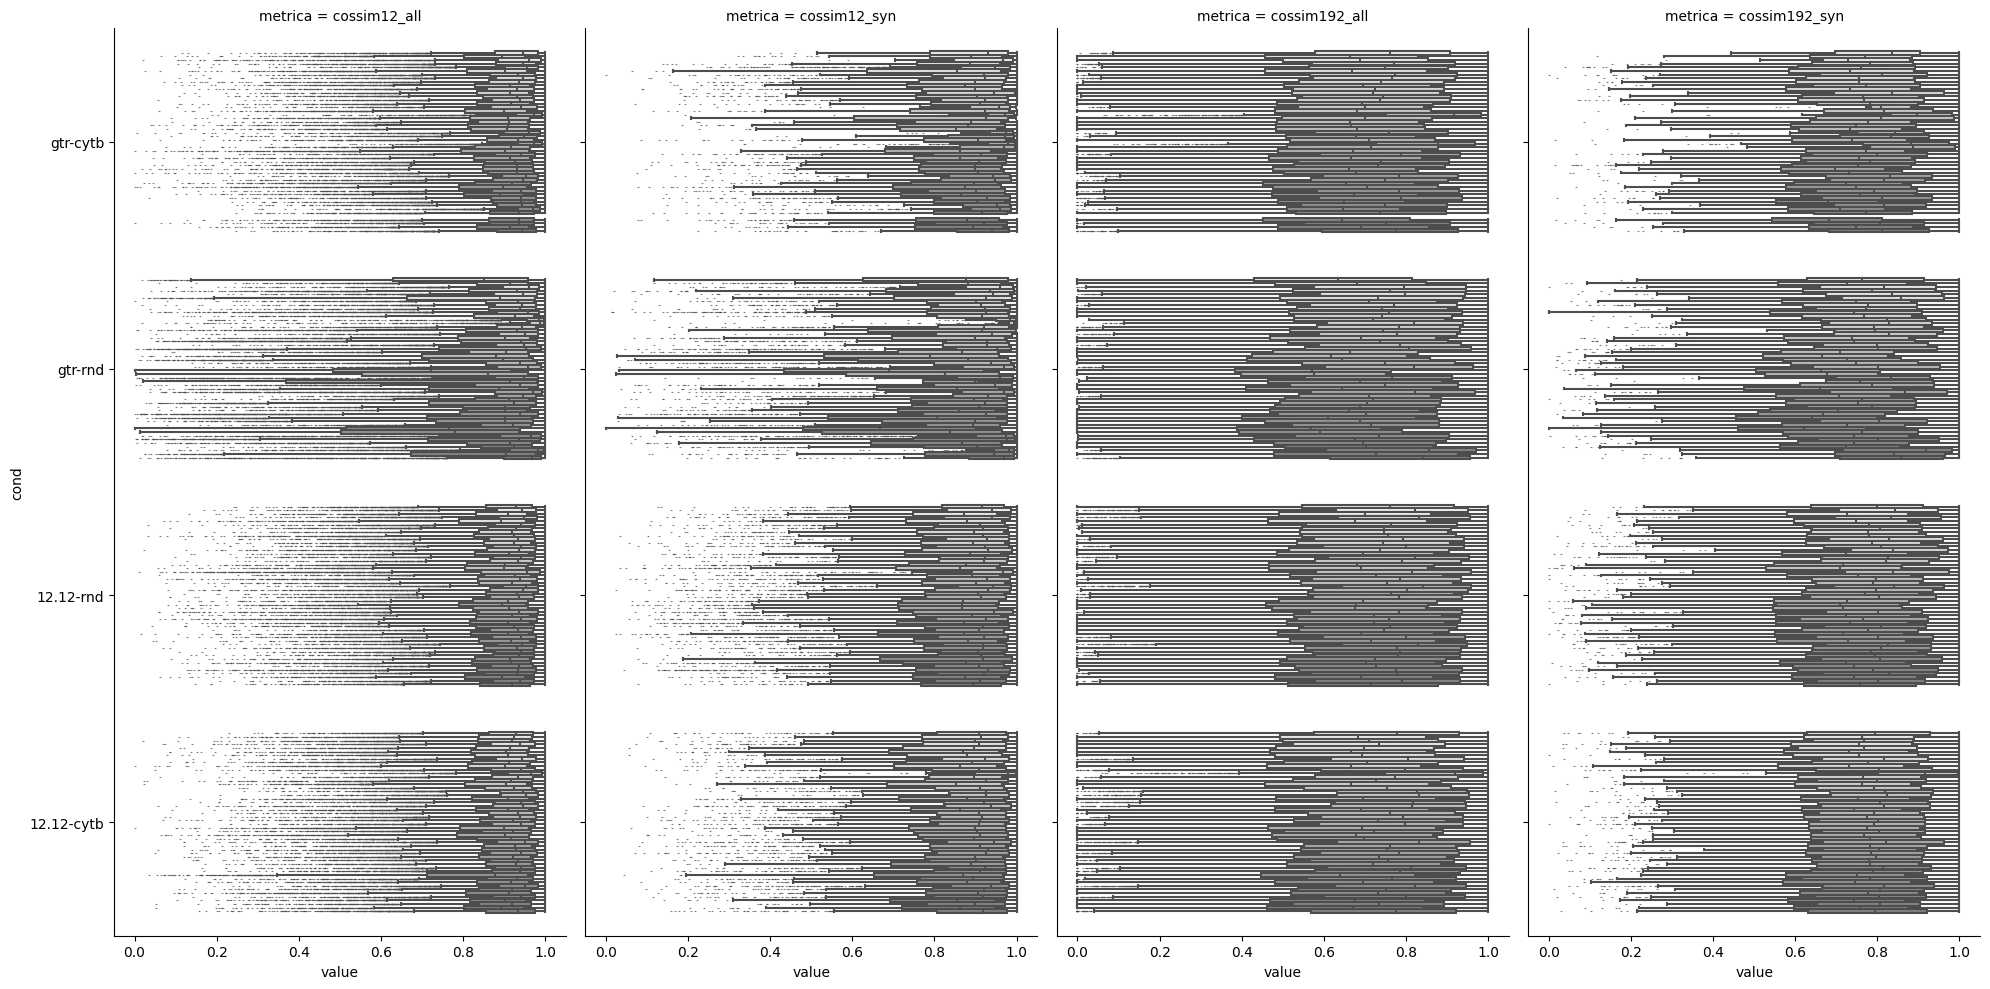 metrica = cossim12_all
metrica = cossim12_syn
metrica = cossim192_all
metrica = cossim192_syn
gtr-cytb
gtr-rnd
cond
12.12-rnd
12.12-cytb
0.0 0.2 0.4 0.6 0.8 1.0
0.0 0.2 0.4 0.6 0.8 1.0
0.0 0.2 0.4 0.6 0.8 1.0
0.0 0.2 0.4 0.6 0.8 1.0
value
value
value
value